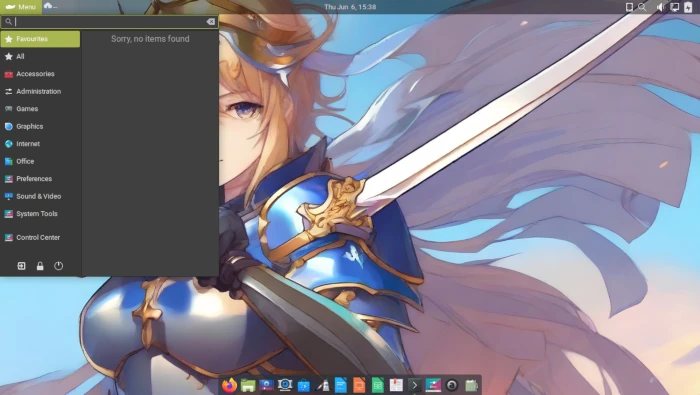 Menu
Thu Jun 6, 15:38
Sorry, no items found
Favourites
All
Accessories
Administration
Games
Graphics
Internet
Office
Preferences
Sound & Video
System Tools
Control Center